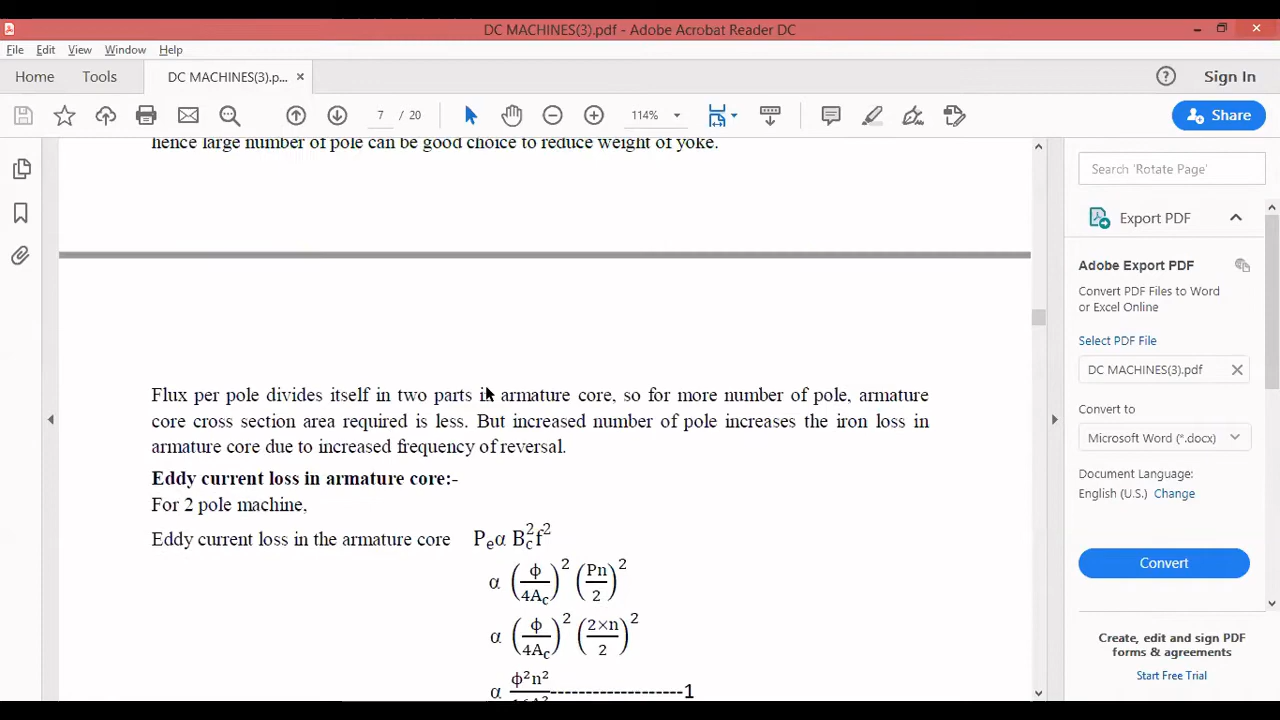 DC MACHINES(3).pdf - Adobe Acrobat Reader DC
File Edit View Window Help
Home Tools DC MACHINES(3).p... × Sign In
7 / 20 114% Share
hence large number of pole can be good choice to reduce weight of yoke.
Flux per pole divides itself in two parts in armature core, so for more number of pole, armature
core cross section area required is less. But increased number of pole increases the iron loss in
armature core due to increased frequency of reversal.
Eddy current loss in armature core:-
For 2 pole machine,
Eddy current loss in the armature core Pₑα B_c²f²
α (ϕ/4A_c)² (Pn/2)²
α (ϕ/4A_c)² (2×n/2)²
α ϕ²n²/16A_c² -------------------1
Search 'Rotate Page'
Export PDF
Adobe Export PDF
Convert PDF Files to Word
or Excel Online
Select PDF File
DC MACHINES(3).pdf
Convert to
Microsoft Word (*.docx)
Document Language:
English (U.S.) Change
Convert
Create, edit and sign PDF
forms & agreements
Start Free Trial